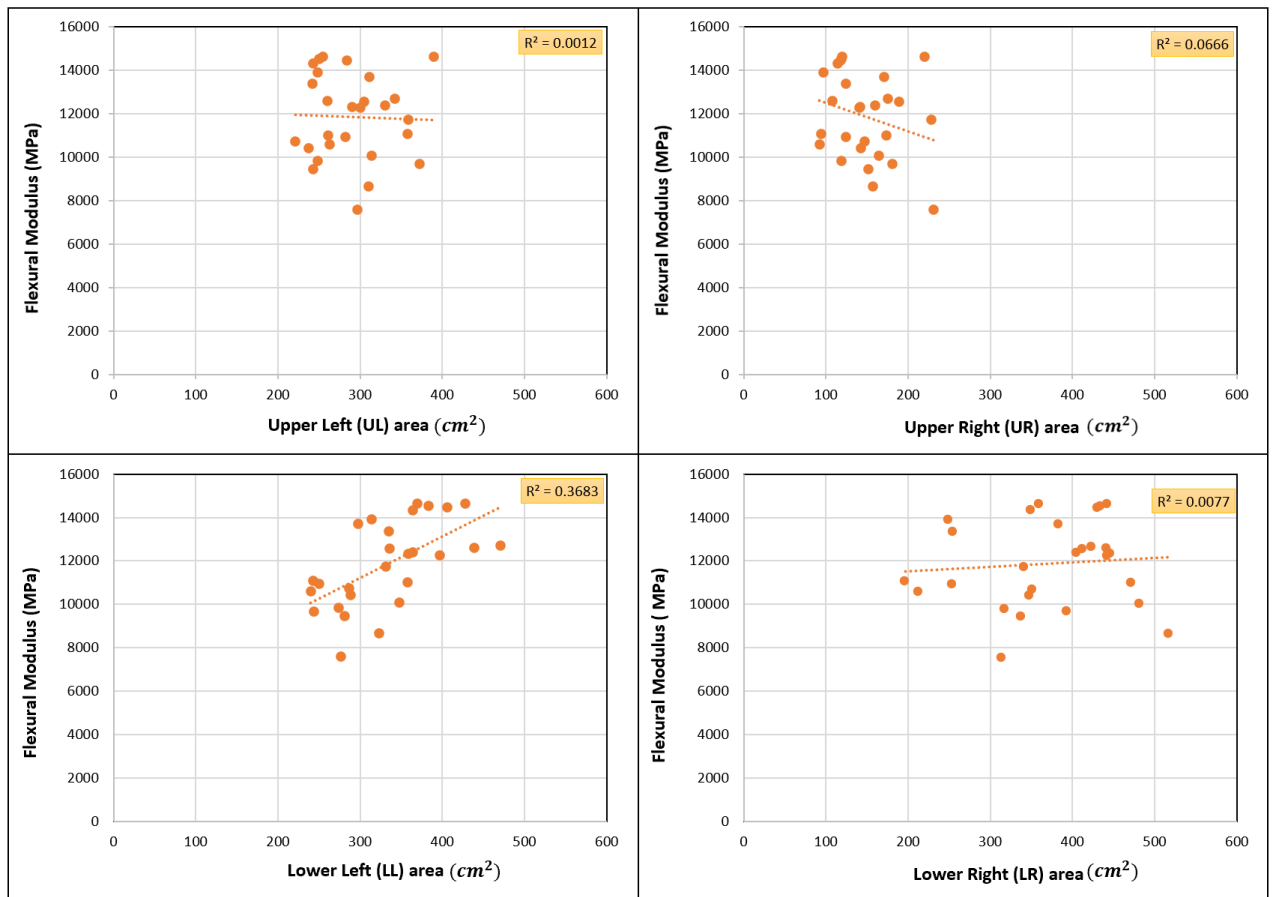 R² = 0.0012
Flexural Modulus (MPa)
16000
14000
12000
10000
8000
6000
4000
2000
0
0 100 200 300 400 500 600
Upper Left (UL) area (cm²)
R² = 0.0666
Flexural Modulus (MPa)
16000
14000
12000
10000
8000
6000
4000
2000
0
0 100 200 300 400 500 600
Upper Right (UR) area (cm²)
R² = 0.3683
Flexural Modulus (MPa)
16000
14000
12000
10000
8000
6000
4000
2000
0
0 100 200 300 400 500 600
Lower Left (LL) area (cm²)
R² = 0.0077
Flexural Modulus ( MPa)
16000
14000
12000
10000
8000
6000
4000
2000
0
0 100 200 300 400 500 600
Lower Right (LR) area (cm²)